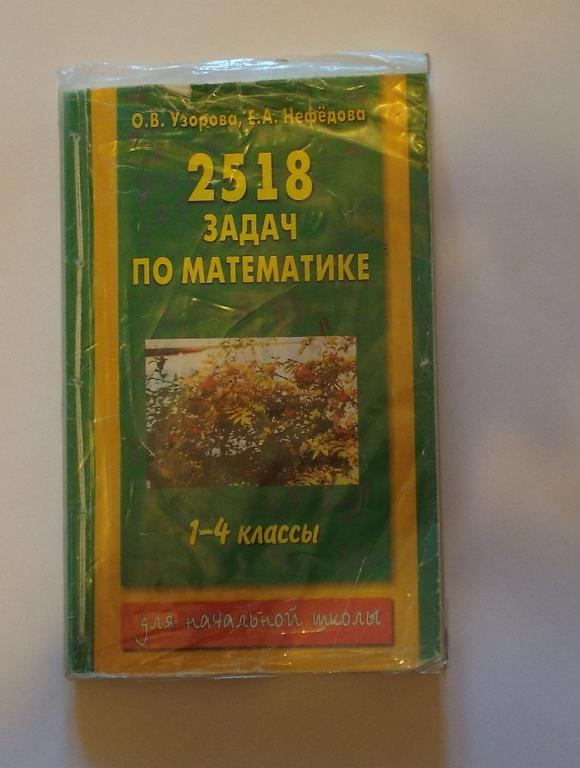 О.В. Узорова, Е.А. Нефёдова
2518
ЗАДАЧ
ПО МАТЕМАТИКЕ
1–4 классы
для начальной школы